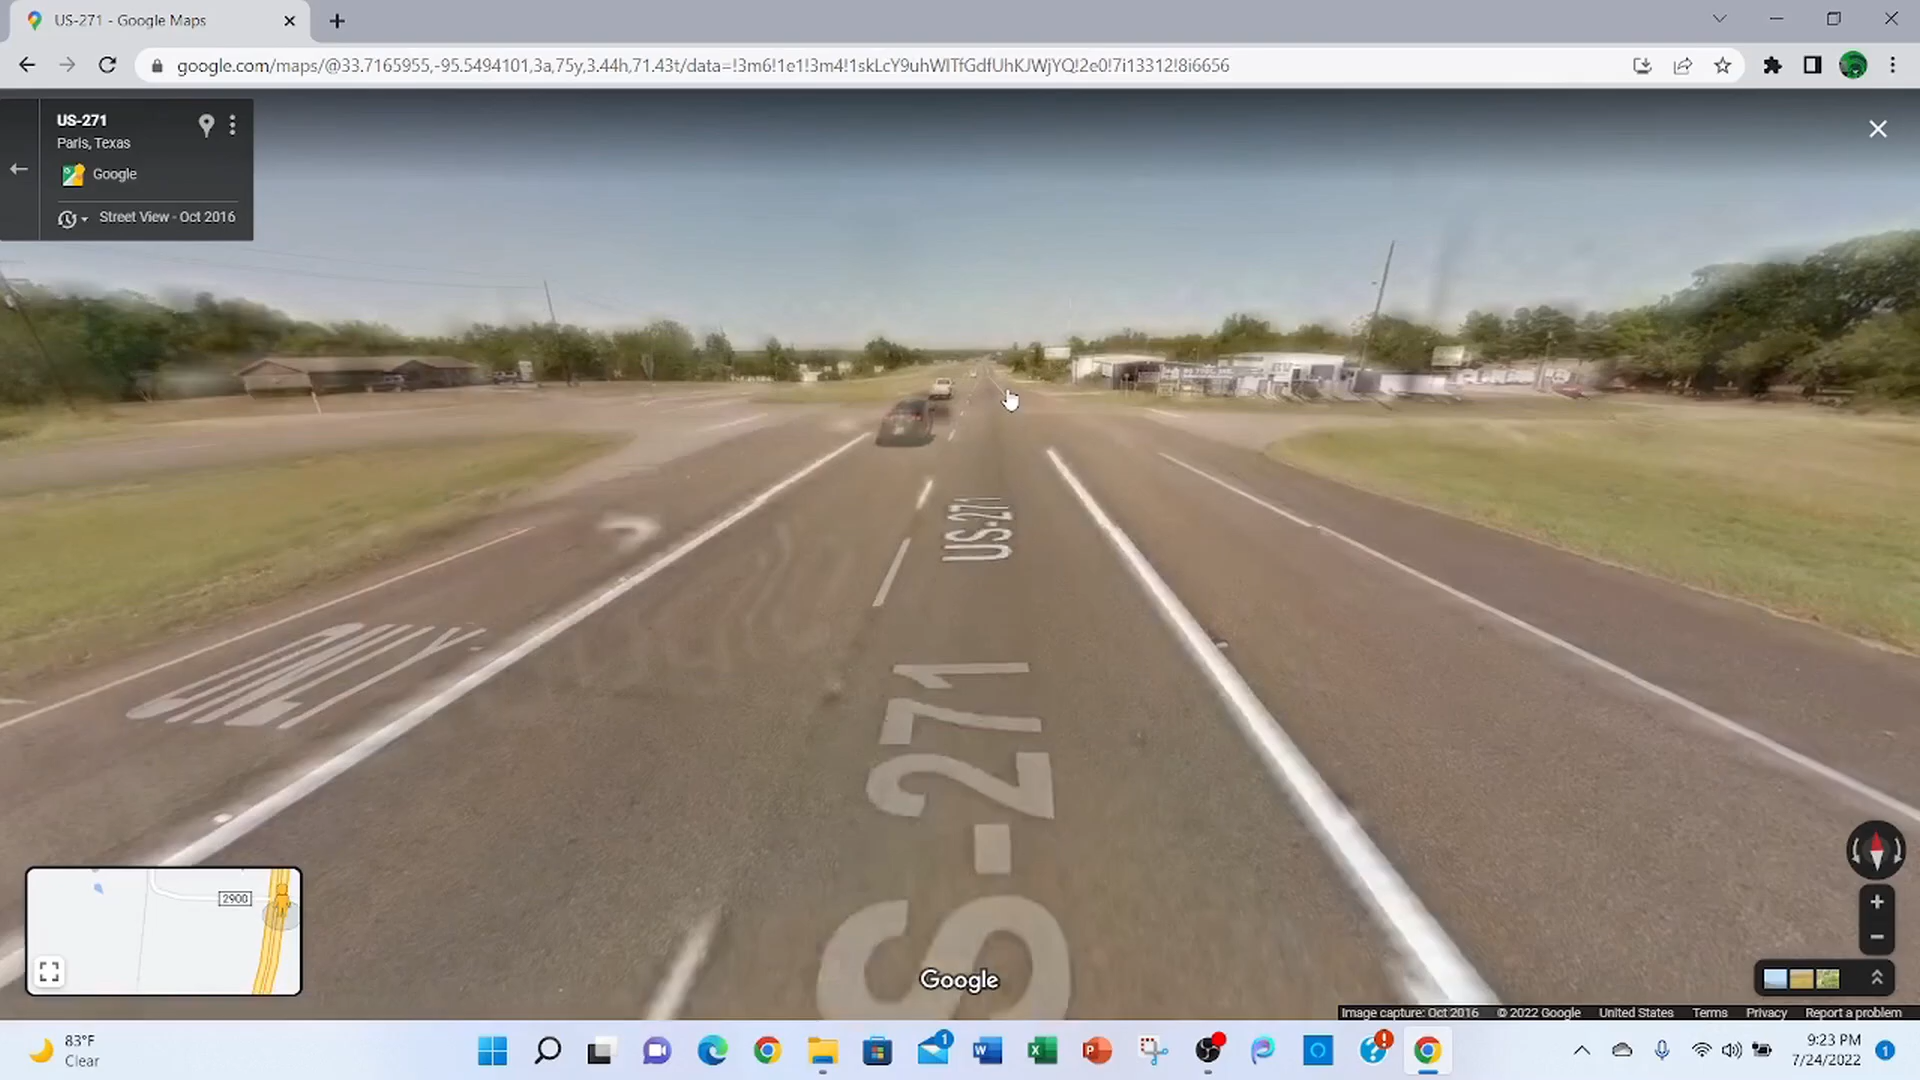 US-271 - Google Maps
google.com/maps/@33.7165955,-95.5494101,3a,75y,3.44h,71.43t/data=!3m6!1e1!3m4!1skLcY9uhWlTfGdfUhKJWjYQ!2e0!7i13312!8i6656
US-271
Paris, Texas
Google
Street View - Oct 2016
US-271
ONLY
S-271
2900
Google
Image capture: Oct 2016 © 2022 Google United States Terms Privacy Report a problem
83°F
Clear
1
9:23 PM
7/24/2022
1